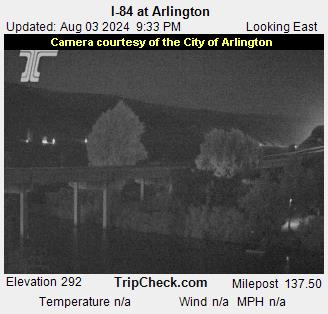 I-84 at Arlington
Updated: Aug 03 2024 9:33 PM Looking East
Camera courtesy of the City of Arlington
Elevation 292 TripCheck.com Milepost 137.50
Temperature n/a Wind n/a MPH n/a